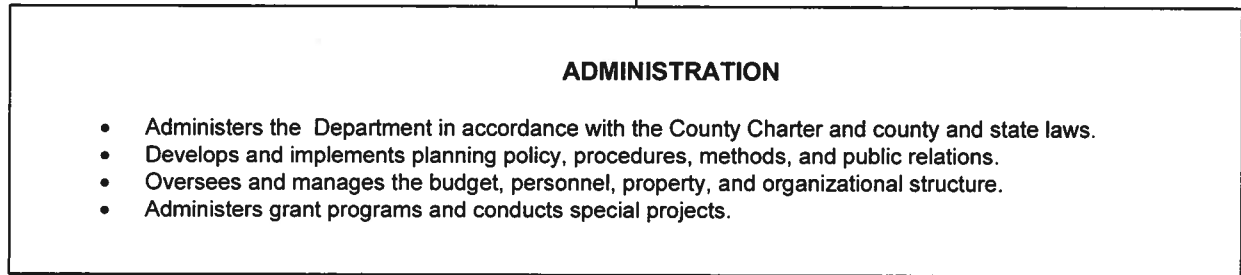 ADMINISTRATION
• Administers the Department in accordance with the County Charter and county and state laws.
• Develops and implements planning policy, procedures, methods, and public relations.
• Oversees and manages the budget, personnel, property, and organizational structure.
• Administers grant programs and conducts special projects.